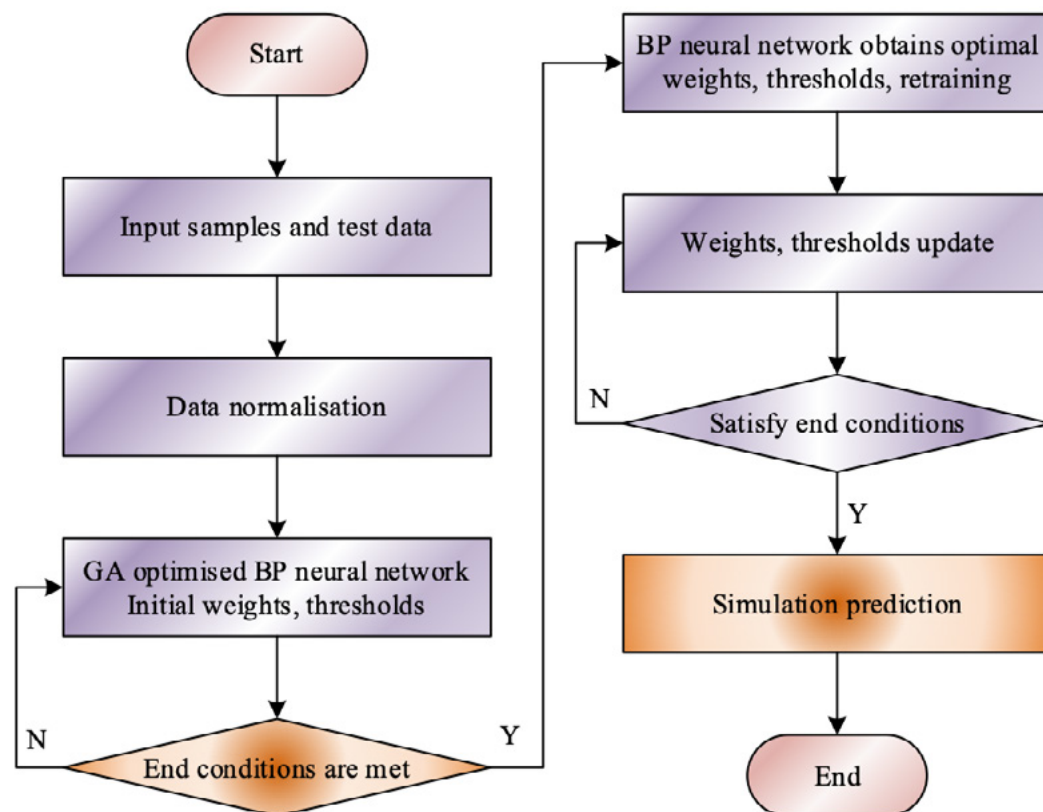 Start
Input samples and test data
Data normalisation
GA optimised BP neural network
Initial weights, thresholds
N
Y
End conditions are met
BP neural network obtains optimal
weights, thresholds, retraining
Weights, thresholds update
N
Satisfy end conditions
Y
Simulation prediction
End